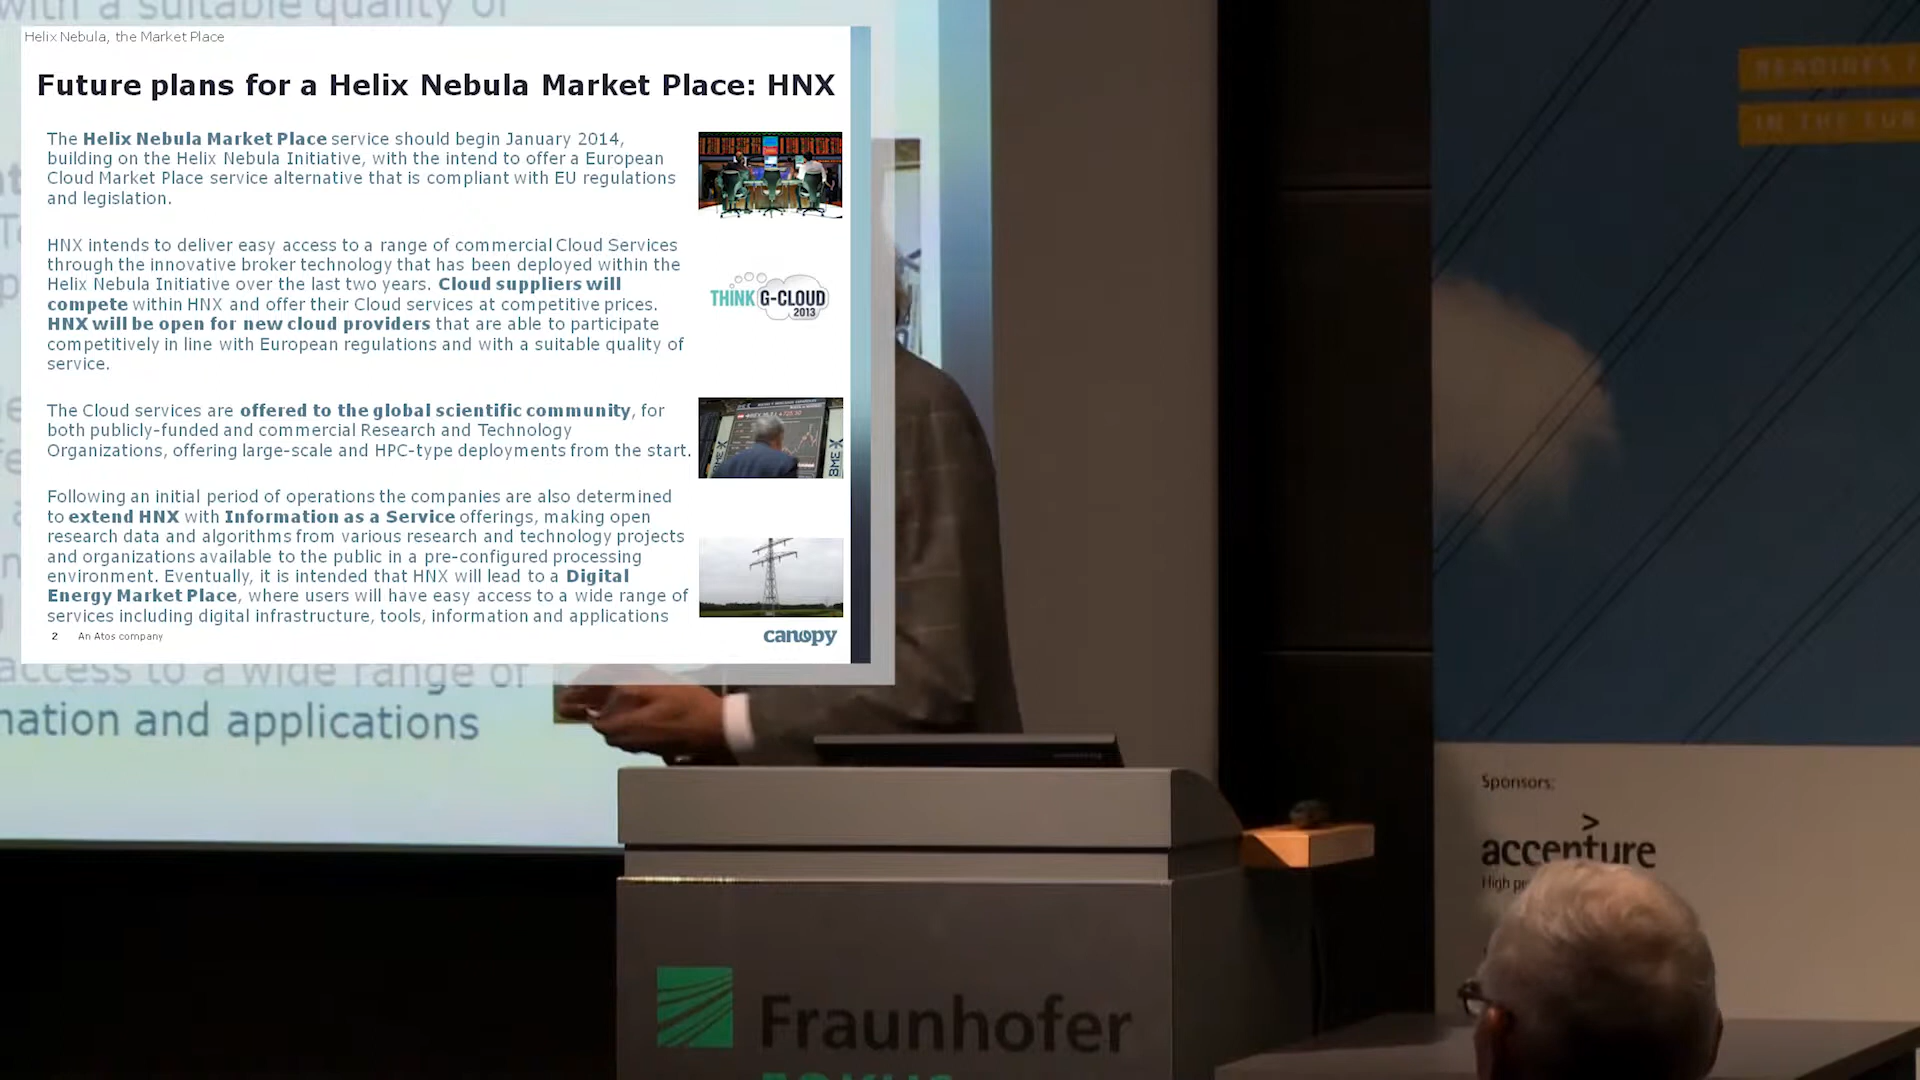 with a suitable quality of
Helix Nebula, the Market Place
Future plans for a Helix Nebula Market Place: HNX
The Helix Nebula Market Place service should begin January 2014,
building on the Helix Nebula Initiative, with the intend to offer a European
Cloud Market Place service alternative that is compliant with EU regulations
and legislation.
HNX intends to deliver easy access to a range of commercial Cloud Services
through the innovative broker technology that has been deployed within the
Helix Nebula Initiative over the last two years. Cloud suppliers will
compete within HNX and offer their Cloud services at competitive prices.
HNX will be open for new cloud providers that are able to participate
competitively in line with European regulations and with a suitable quality of
service.
THINK G-CLOUD
2013
The Cloud services are offered to the global scientific community, for
both publicly-funded and commercial Research and Technology
Organizations, offering large-scale and HPC-type deployments from the start.
BME
Following an initial period of operations the companies are also determined
to extend HNX with Information as a Service offerings, making open
research data and algorithms from various research and technology projects
and organizations available to the public in a pre-configured processing
environment. Eventually, it is intended that HNX will lead to a Digital
Energy Market Place, where users will have easy access to a wide range of
services including digital infrastructure, tools, information and applications
2 An Atos company
canopy
access to a wide range of
mation and applications
READINESS
IN THE EUR
Sponsors:
accenture
High
Fraunhofer
FOKUS